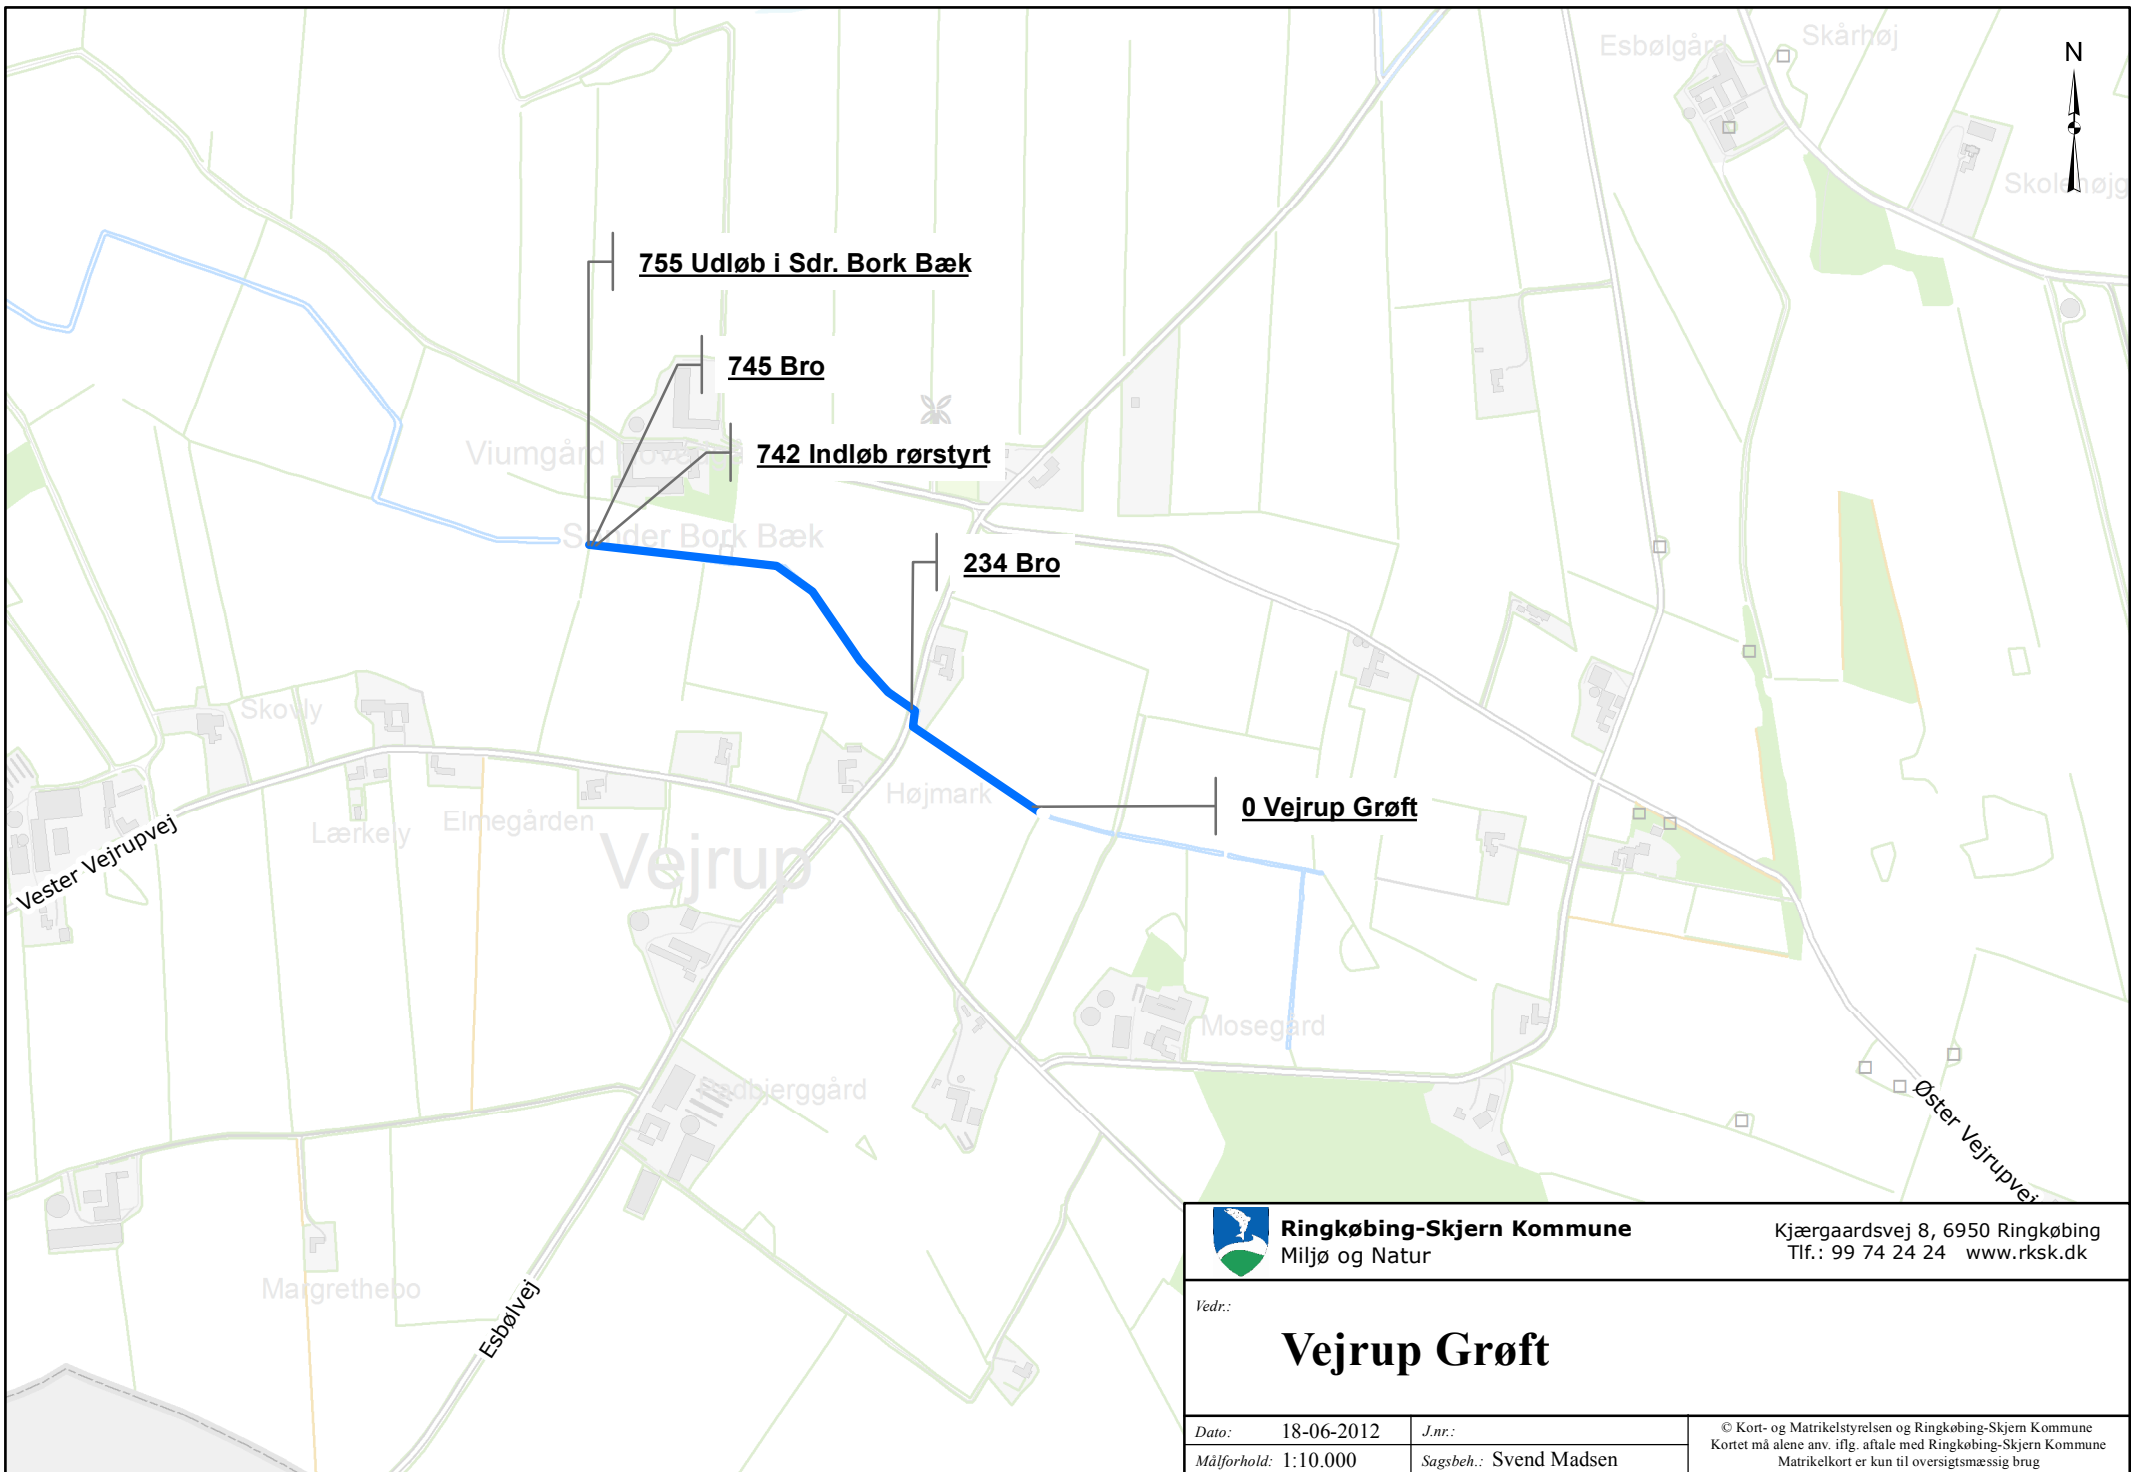 Esbølgård
Skårhøj
N
Skolehøjg
755 Udløb i Sdr. Bork Bæk
745 Bro
742 Indløb rørstyrt
Viumgård
Sønder Bork Bæk
234 Bro
Skovly
Højmark
0 Vejrup Grøft
Lærkely
Elmegården
Vejrup
Vester Vejrupvej
Mosegård
Øster Vejrupvej
Margrethebo
Esbølvej
Ringkøbing-Skjern Kommune
Miljø og Natur
Kjærgaardsvej 8, 6950 Ringkøbing
Tlf.: 99 74 24 24 www.rksk.dk
Vedr.:
Vejrup Grøft
Dato: 18-06-2012
J.nr.:
Målforhold: 1:10.000
Sagsbeh.: Svend Madsen
© Kort- og Matrikelstyrelsen og Ringkøbing-Skjern Kommune
Kortet må alene anv. iflg. aftale med Ringkøbing-Skjern Kommune
Matrikelkort er kun til oversigtsmæssig brug